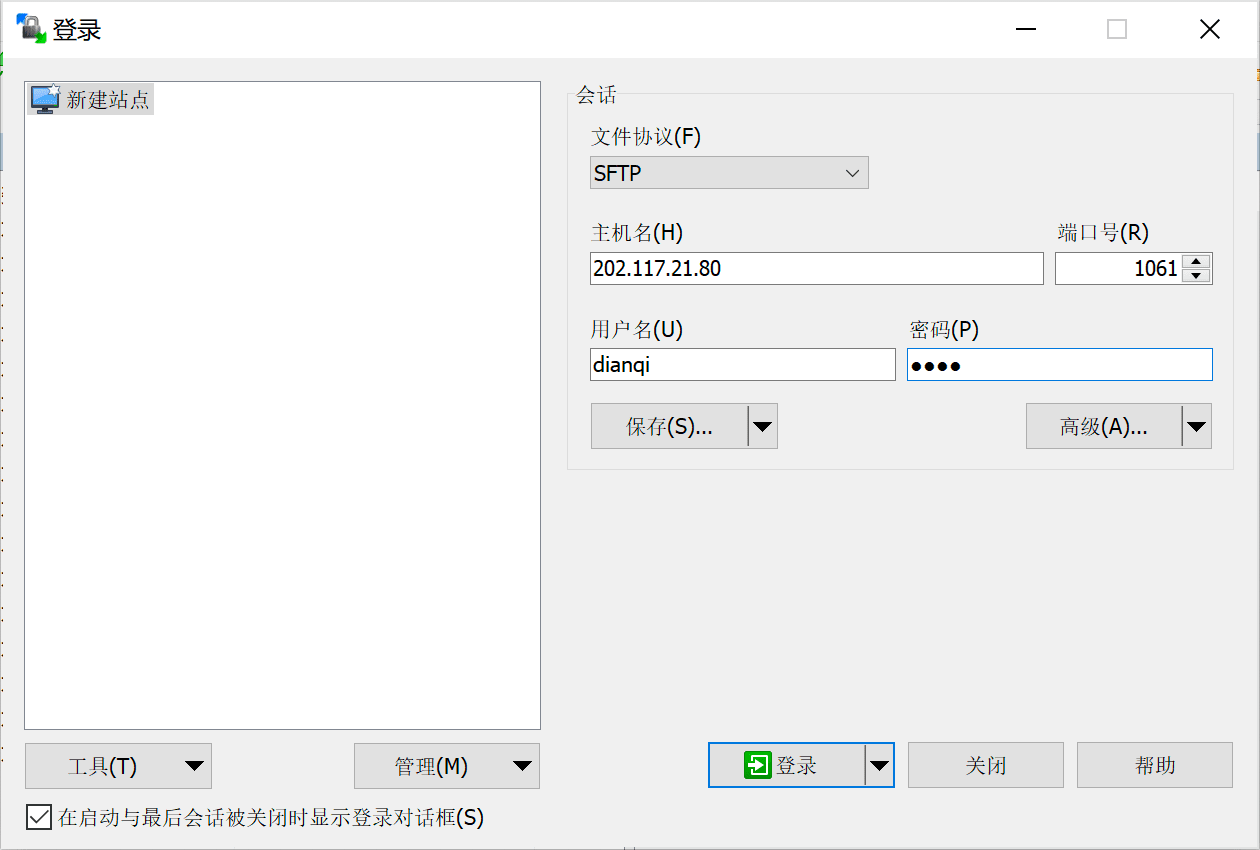 登录
新建站点
会话
文件协议(F)
SFTP
主机名(H)
端口号(R)
202.117.21.80
1061
用户名(U)
密码(P)
dianqi
●●●●
保存(S)...
高级(A)...
工具(T)
管理(M)
登录
关闭
帮助
在启动与最后会话被关闭时显示登录对话框(S)